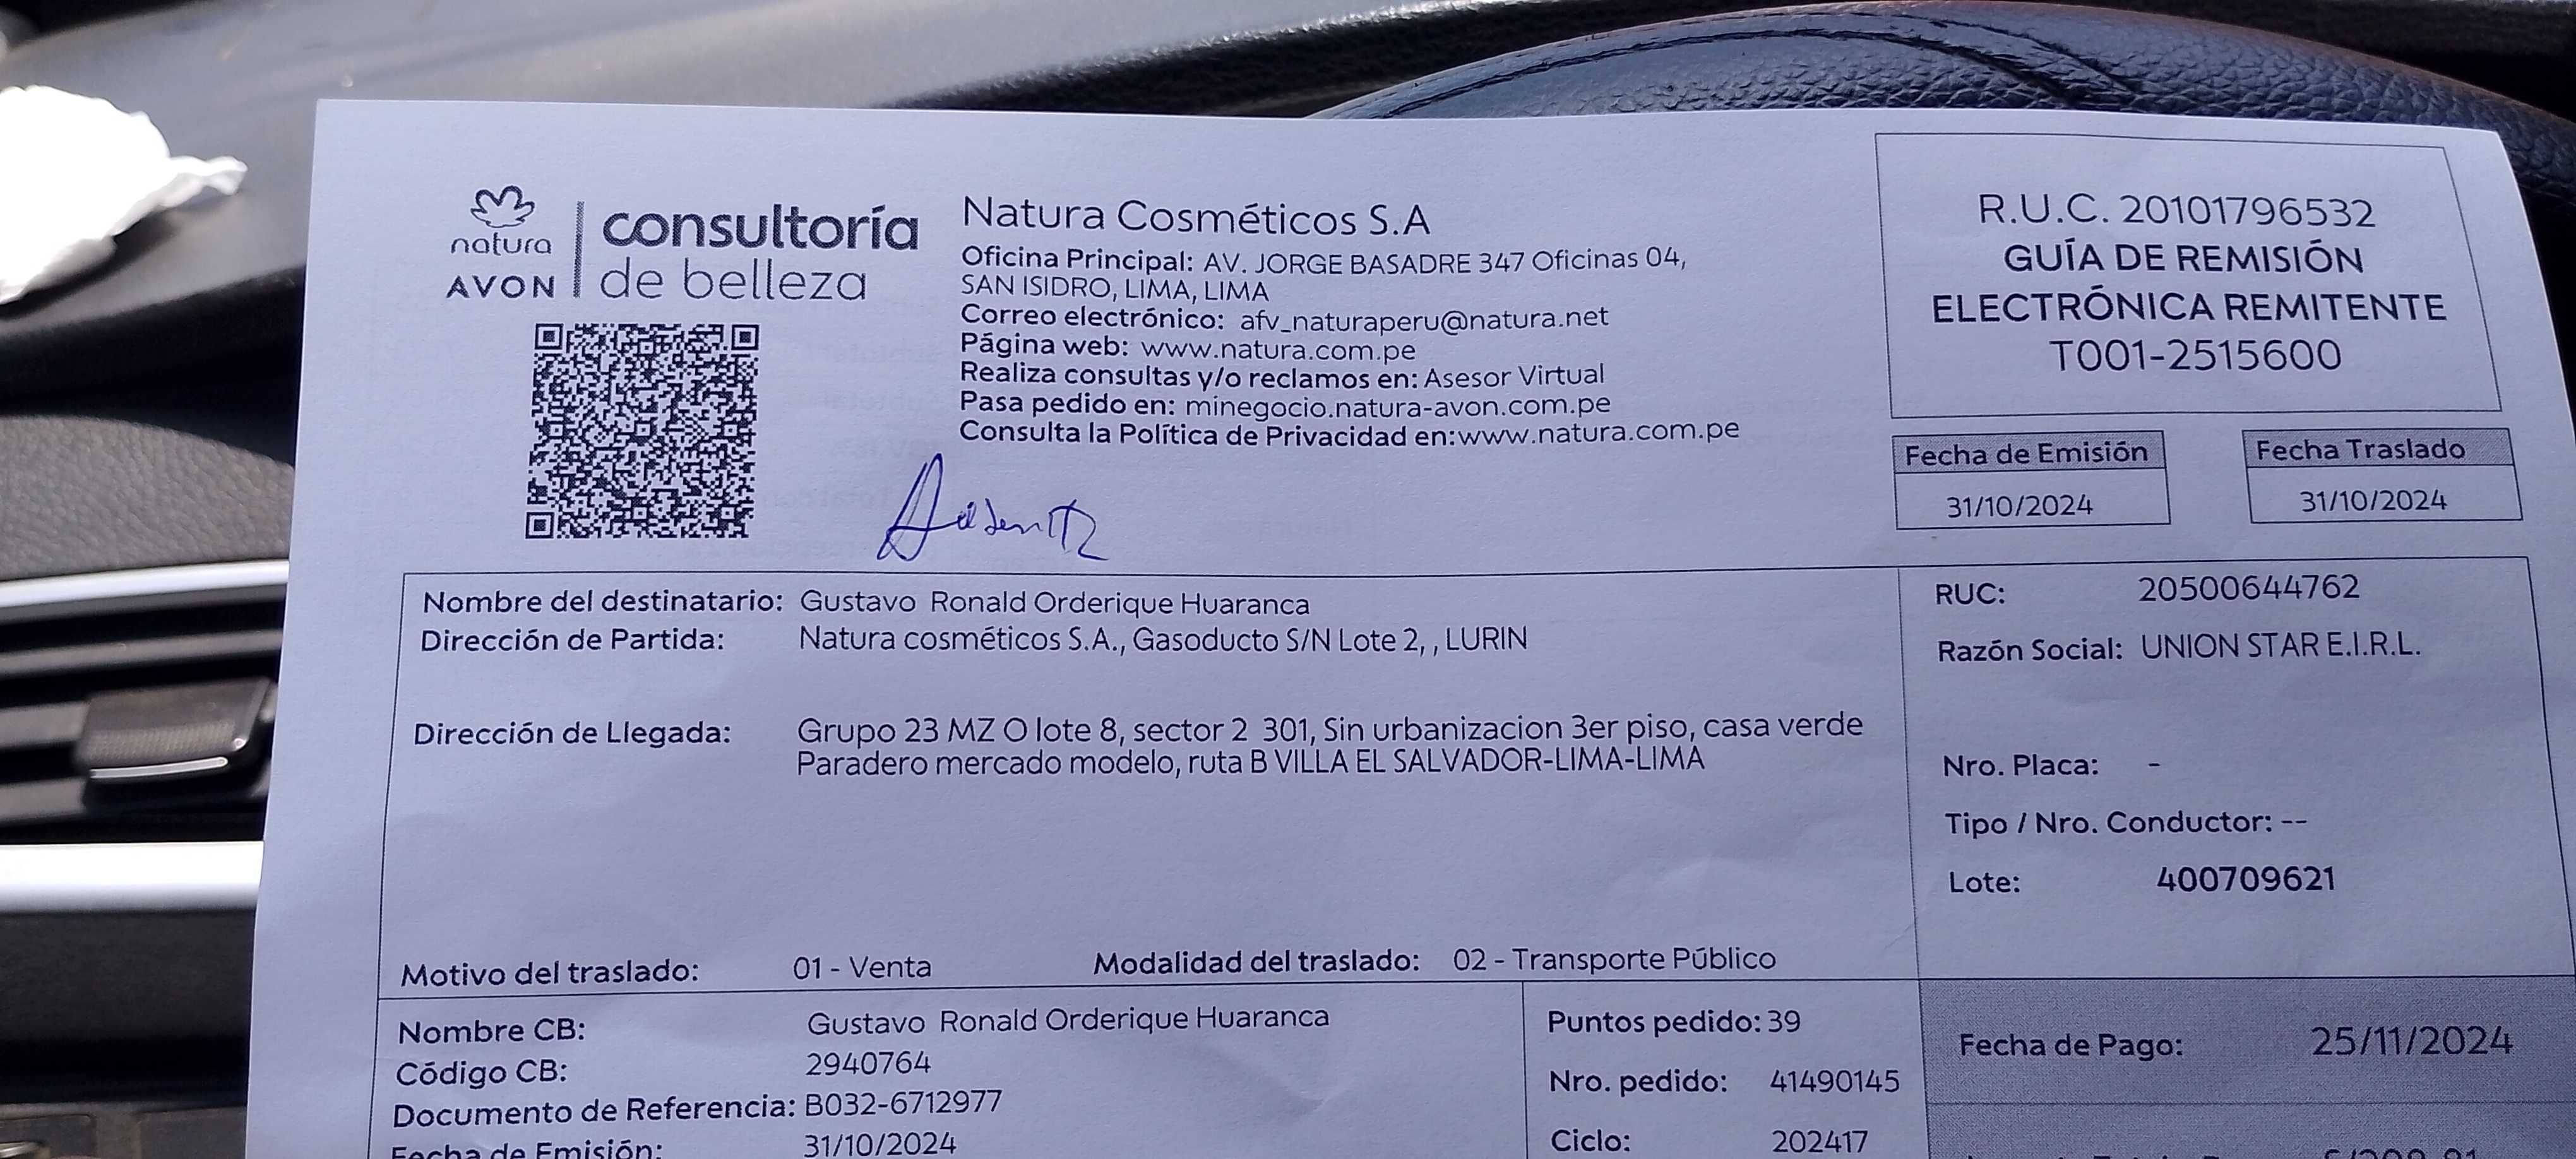 natura
AVON
consultoría
de belleza
Natura Cosméticos S.A
Oficina Principal: AV. JORGE BASADRE 347 Oficinas 04,
SAN ISIDRO, LIMA, LIMA
Correo electrónico: afv_naturaperu@natura.net
Página web: www.natura.com.pe
Realiza consultas y/o reclamos en: Asesor Virtual
Pasa pedido en: minegocio.natura-avon.com.pe
Consulta la Política de Privacidad en:www.natura.com.pe
R.U.C. 20101796532
GUÍA DE REMISIÓN
ELECTRÓNICA REMITENTE
T001-2515600
Fecha de Emisión
31/10/2024
Fecha Traslado
31/10/2024
Nombre del destinatario: Gustavo Ronald Orderique Huaranca
Dirección de Partida: Natura cosméticos S.A., Gasoducto S/N Lote 2, , LURIN
Dirección de Llegada: Grupo 23 MZ O lote 8, sector 2 301, Sin urbanizacion 3er piso, casa verde
Paradero mercado modelo, ruta B VILLA EL SALVADOR-LIMA-LIMA
Motivo del traslado: 01 - Venta Modalidad del traslado: 02 - Transporte Público
RUC: 20500644762
Razón Social: UNION STAR E.I.R.L.
Nro. Placa: -
Tipo / Nro. Conductor: --
Lote: 400709621
Nombre CB: Gustavo Ronald Orderique Huaranca
Código CB: 2940764
Documento de Referencia: B032-6712977
Fecha de Emisión: 31/10/2024
Puntos pedido: 39
Nro. pedido: 41490145
Ciclo: 202417
Fecha de Pago: 25/11/2024